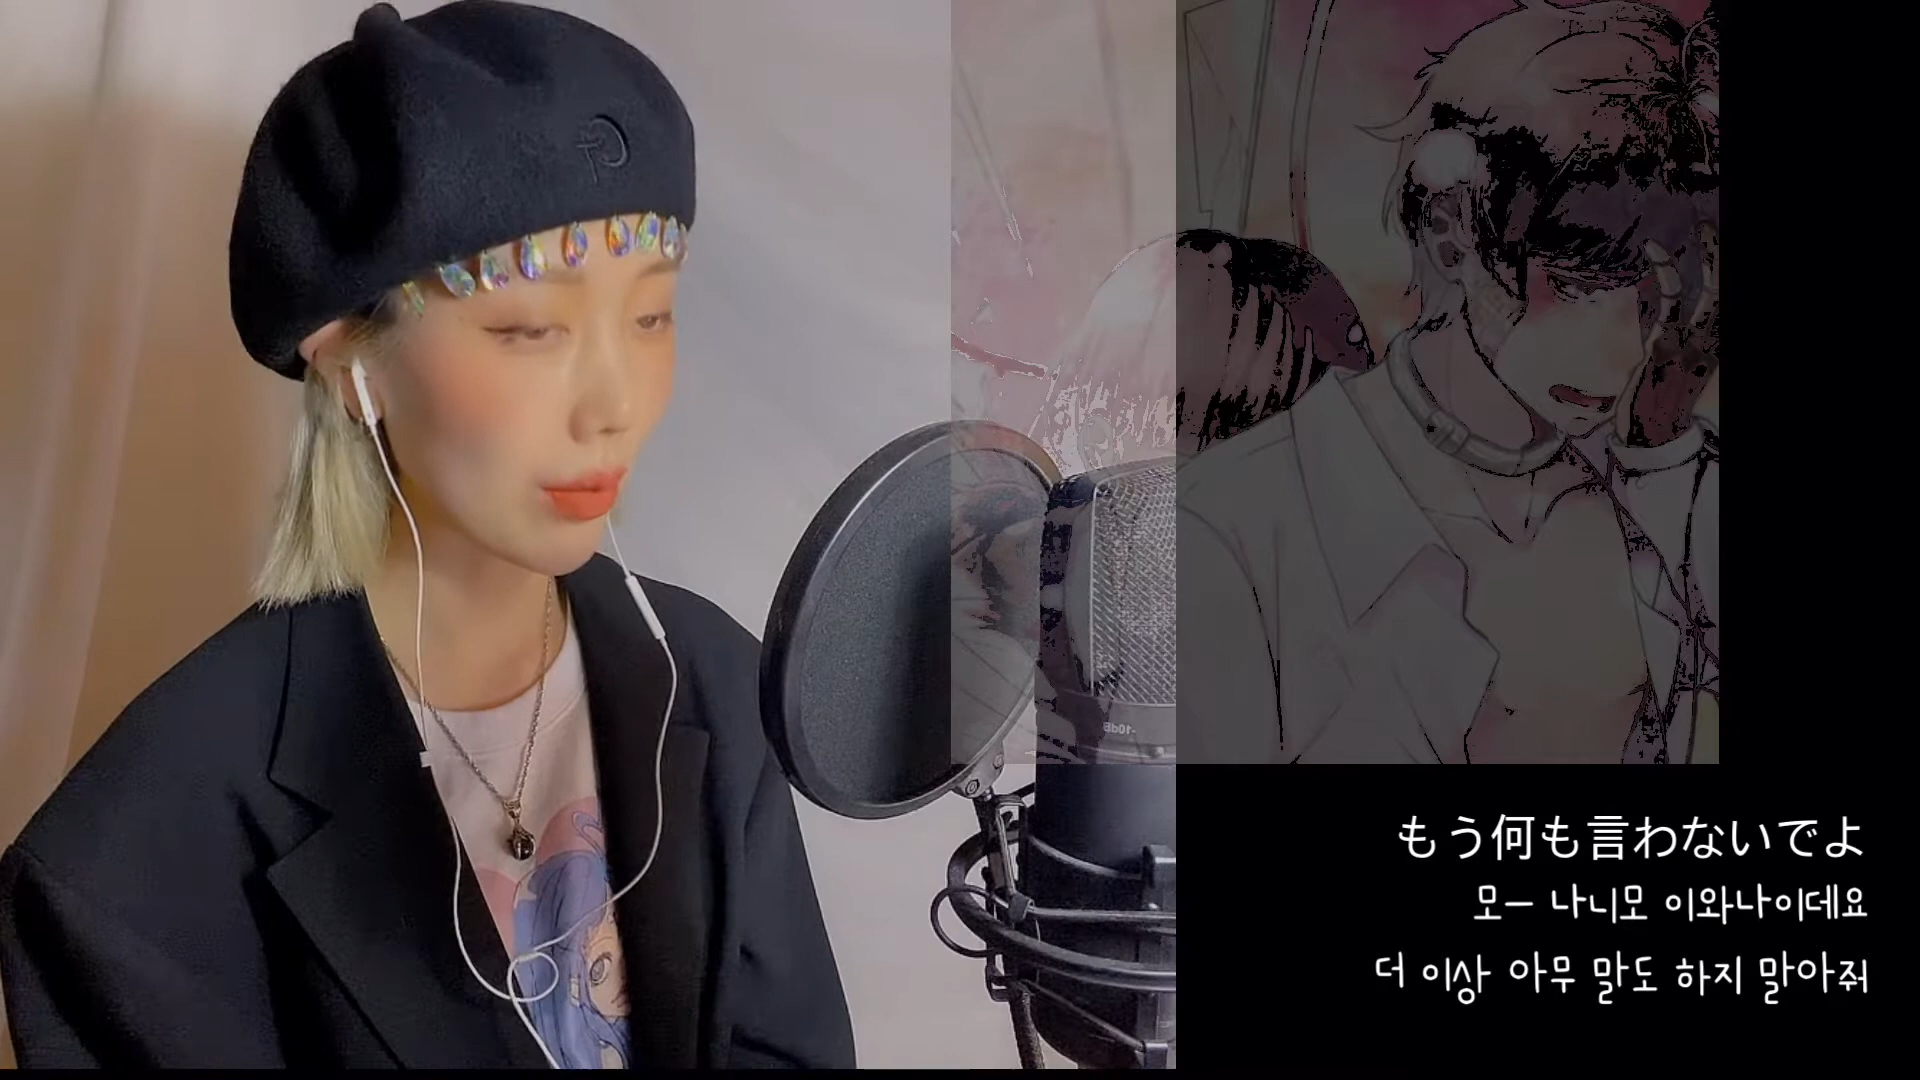 -10dB
もう何も言わないでよ
모ー 나니모 이와나이데요
더 이상 아무 말도 하지 말아줘